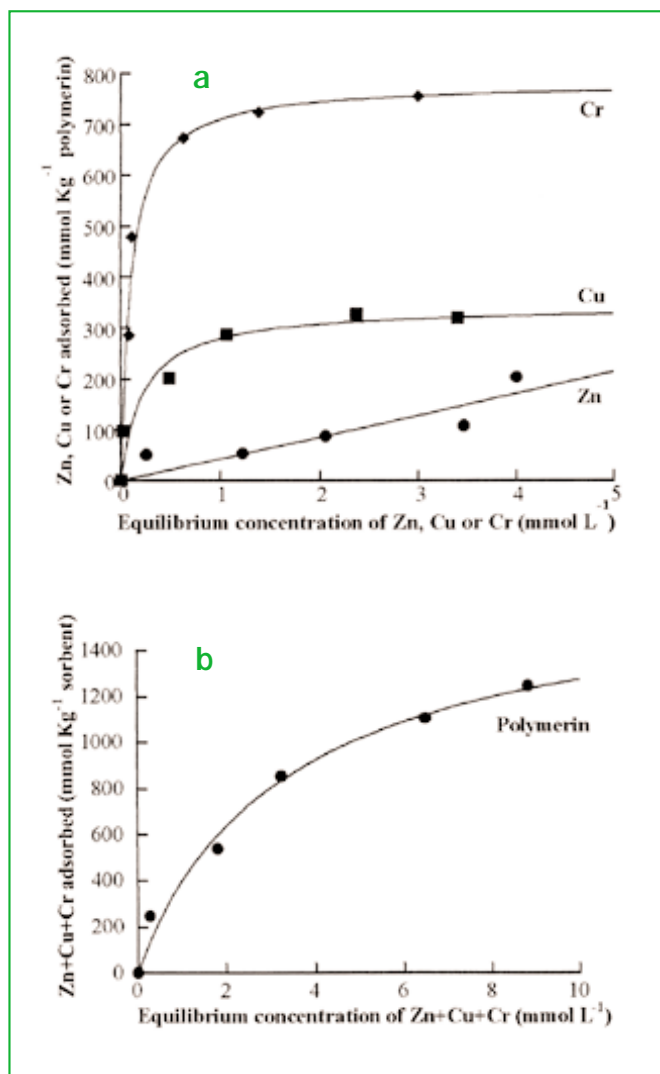 a
Zn, Cu or Cr adsorbed (mmol Kg⁻¹ polymerin)
800
700
600
500
400
300
200
100
0
Cr
Cu
Zn
0 1 2 3 4 5
Equilibrium concentration of Zn, Cu or Cr (mmol L⁻¹)
b
Zn+Cu+Cr adsorbed (mmol Kg⁻¹ sorbent)
1400
1200
1000
800
600
400
200
0
Polymerin
0 2 4 6 8 10
Equilibrium concentration of Zn+Cu+Cr (mmol L⁻¹)